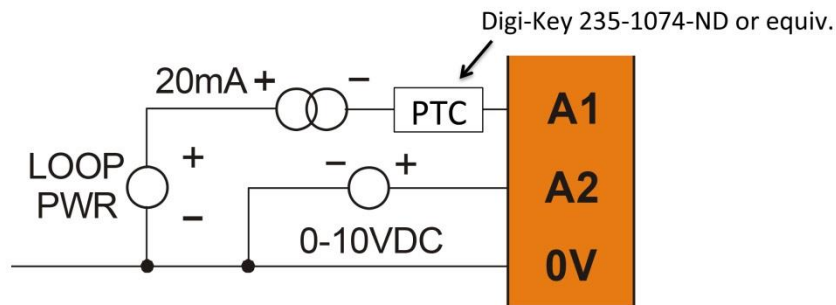 Digi-Key 235-1074-ND or equiv.
20mA + −
PTC
A1
LOOP
PWR
+
−
− +
A2
0-10VDC
0V